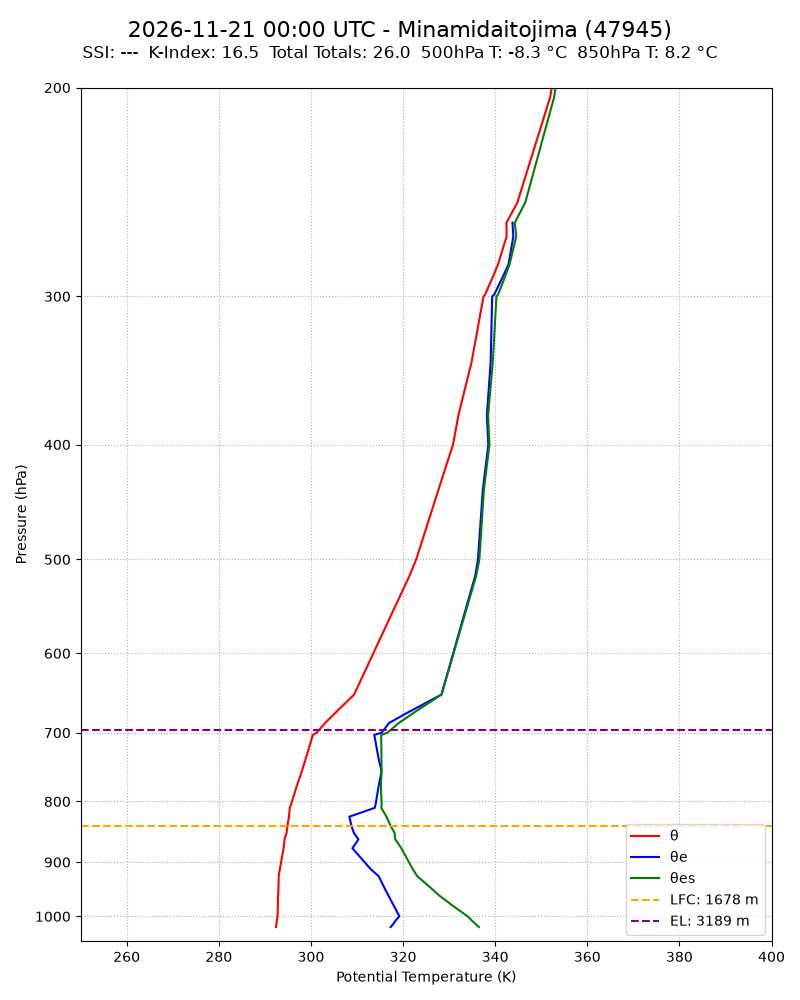 2026-11-21 00:00 UTC - Minamidaitojima (47945)
SSI: --- K-Index: 16.5 Total Totals: 26.0 500hPa T: -8.3 °C 850hPa T: 8.2 °C
200
300
400
500
600
700
800
900
1000
Pressure (hPa)
260 280 300 320 340 360 380 400
Potential Temperature (K)
θ
θe
θes
LFC: 1678 m
EL: 3189 m